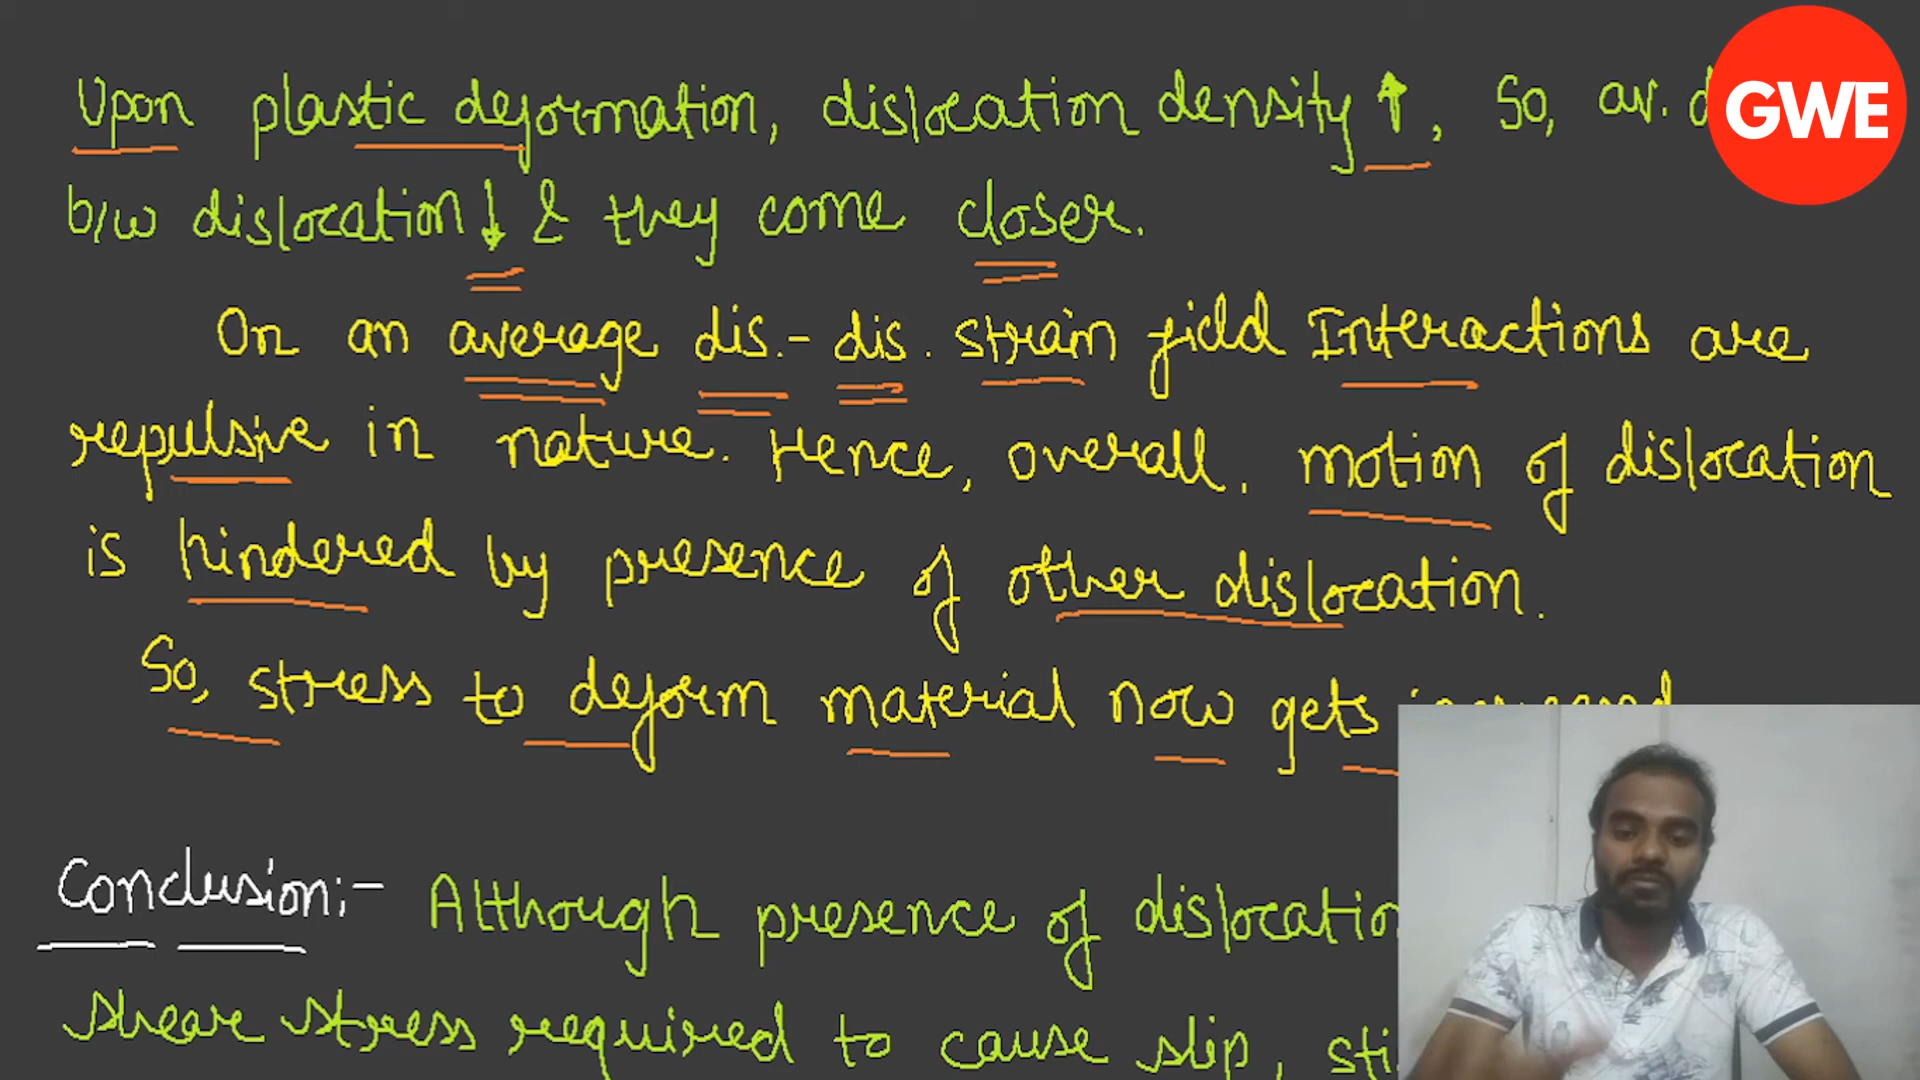 Upon plastic deformation, dislocation density ↑, So, av.
GWE
b/w dislocation ↓ & they come closer.
On an average dis.- dis. strain field Interactions are
repulsive in nature. Hence, overall, motion of dislocation
is hindered by presence of other dislocation.
So, stress to deform material now gets
Conclusion:- Although presence of dislocation
shear stress required to cause slip,